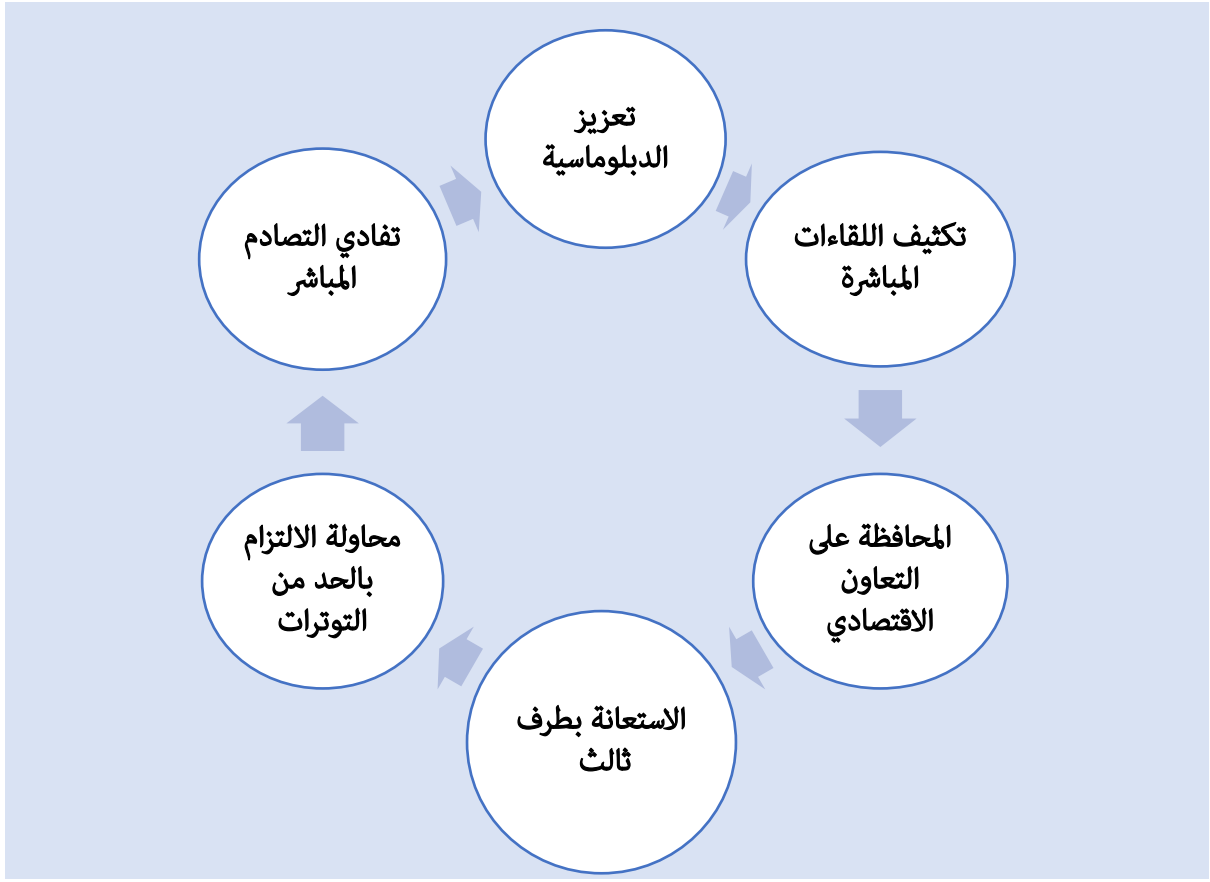 تعزيز
الدبلوماسية
تكثيف اللقاءات
المباشرة
المحافظة على
التعاون
الاقتصادي
الاستعانة بطرف
ثالث
محاولة الالتزام
بالحد من
التوترات
تفادي التصادم
المباشر